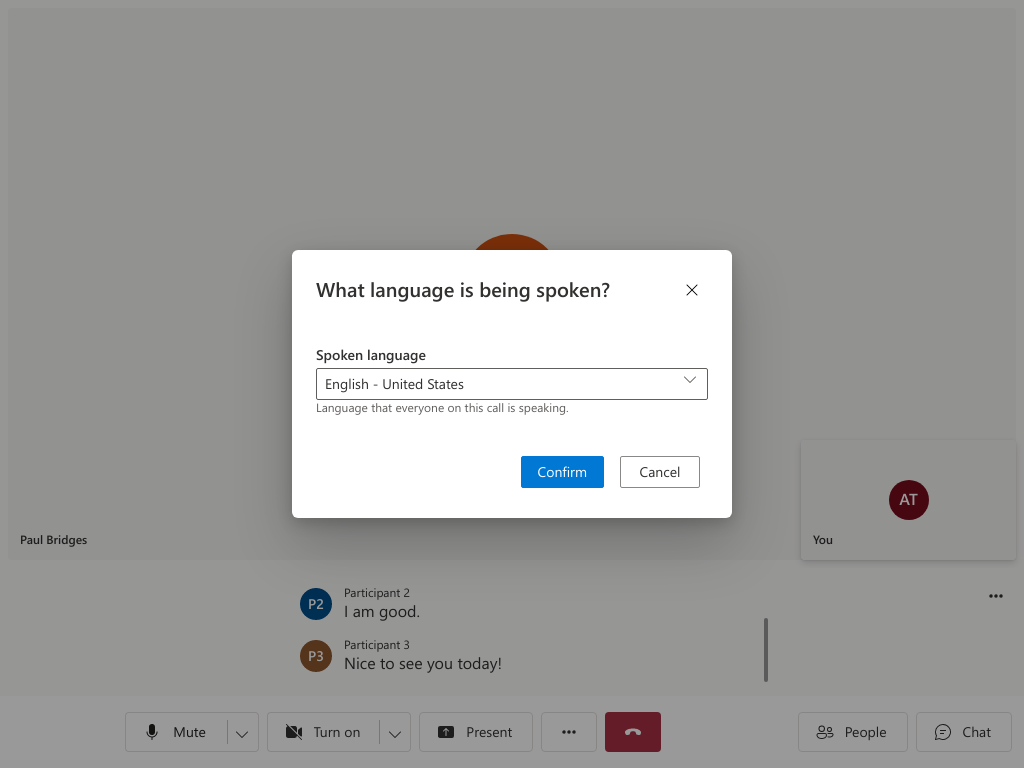 What language is being spoken?
Spoken language
English - United States
Language that everyone on this call is speaking.
Confirm
Cancel
AT
Paul Bridges
You
P2
Participant 2
I am good.
P3
Participant 3
Nice to see you today!
Mute
Turn on
Present
People
Chat